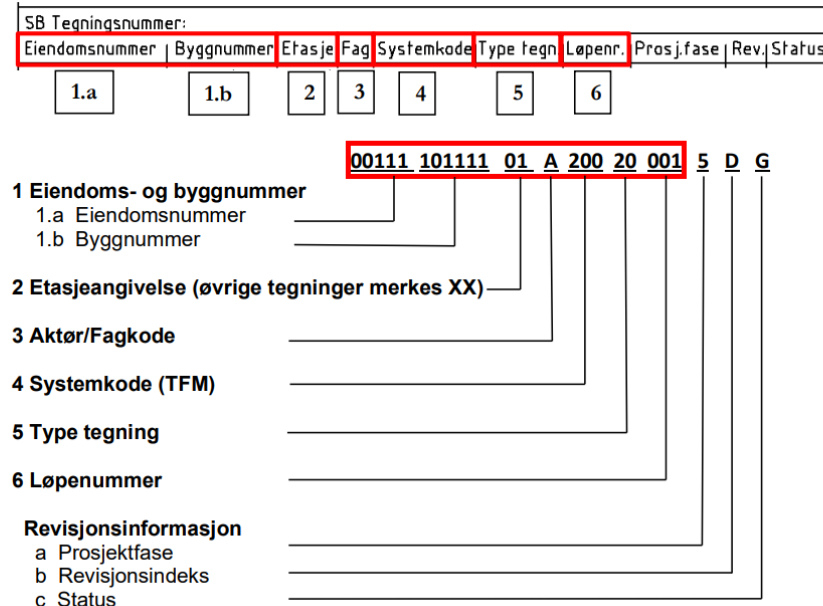 SB Tegningsnummer:
Eiendomsnummer Byggnummer Etasje Fag Systemkode Type tegn. Løpenr. Prosj.fase Rev. Status
1.a 1.b 2 3 4 5 6
00111 101111 01 A 200 20 001 5 D G
1 Eiendoms- og byggnummer
1.a Eiendomsnummer
1.b Byggnummer
2 Etasjeangivelse (øvrige tegninger merkes XX)
3 Aktør/Fagkode
4 Systemkode (TFM)
5 Type tegning
6 Løpenummer
Revisjonsinformasjon
a Prosjektfase
b Revisjonsindeks
c Status